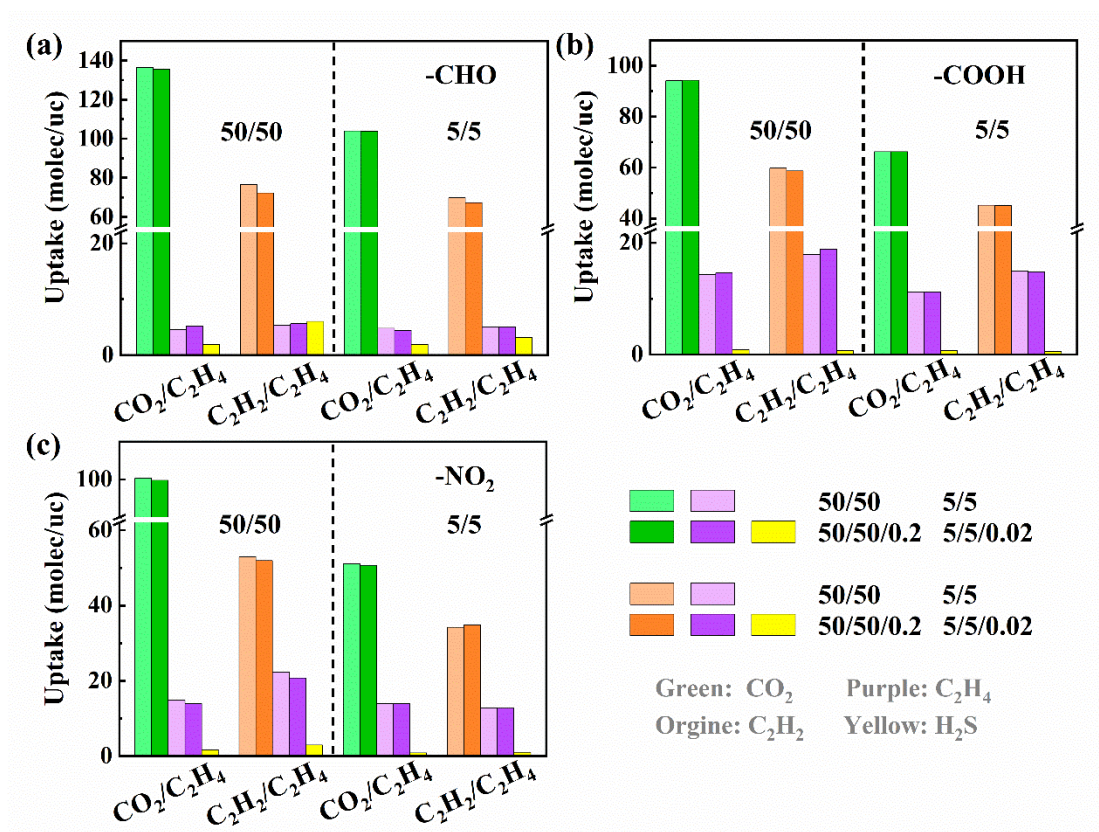 (a)
-CHO
50/50
5/5
Uptake (molec/uc)
140
120
100
80
60
20
0
CO₂/C₂H₄
C₂H₂/C₂H₄
CO₂/C₂H₄
C₂H₂/C₂H₄
(b)
-COOH
50/50
5/5
Uptake (molec/uc)
100
80
60
40
20
0
CO₂/C₂H₄
C₂H₂/C₂H₄
CO₂/C₂H₄
C₂H₂/C₂H₄
(c)
-NO₂
50/50
5/5
Uptake (molec/uc)
100
60
40
20
0
CO₂/C₂H₄
C₂H₂/C₂H₄
CO₂/C₂H₄
C₂H₂/C₂H₄
50/50 5/5
50/50/0.2 5/5/0.02
50/50 5/5
50/50/0.2 5/5/0.02
Green: CO₂ Purple: C₂H₄
Orgine: C₂H₂ Yellow: H₂S